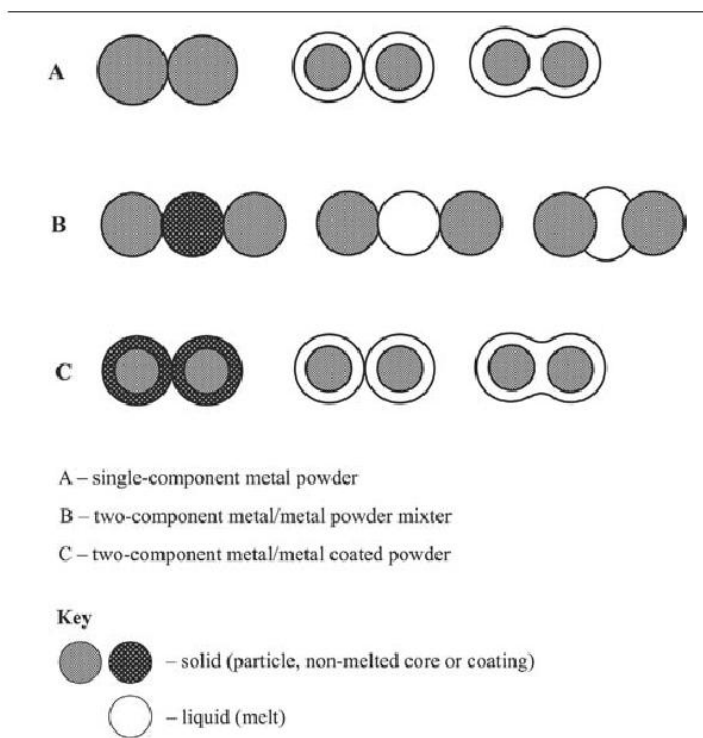 A
B
C
A – single-component metal powder
B – two-component metal/metal powder mixter
C – two-component metal/metal coated powder
Key
– solid (particle, non-melted core or coating)
– liquid (melt)